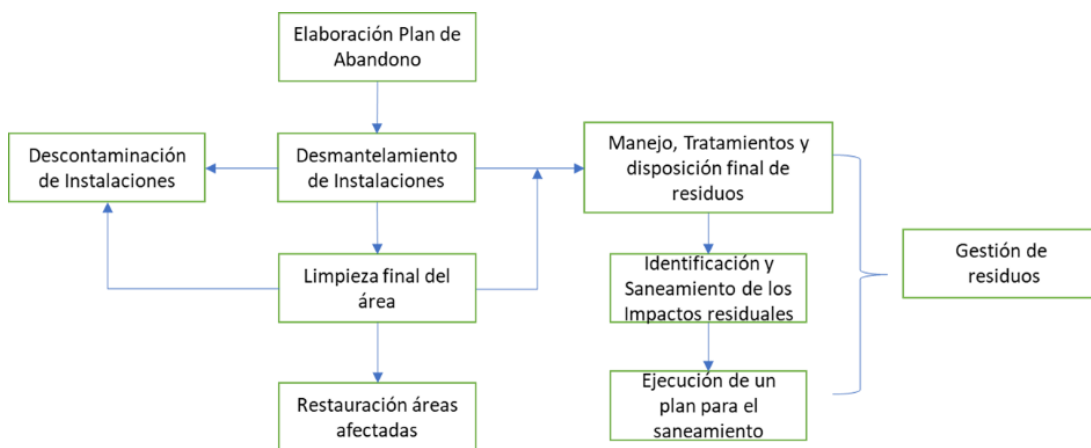 Elaboración Plan de
Abandono
Descontaminación
de Instalaciones
Desmantelamiento
de Instalaciones
Manejo, Tratamientos y
disposición final de
residuos
Limpieza final del
área
Identificación y
Saneamiento de los
Impactos residuales
Gestión de
residuos
Restauración áreas
afectadas
Ejecución de un
plan para el
saneamiento